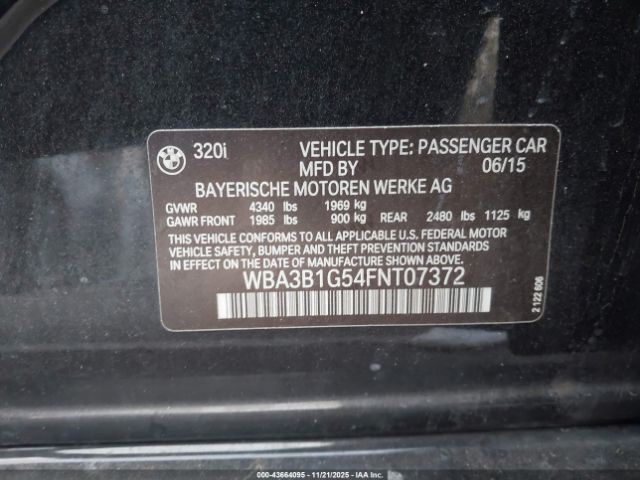 320i VEHICLE TYPE: PASSENGER CAR
MFD BY 06/15
BAYERISCHE MOTOREN WERKE AG
GVWR 4340 lbs 1969 kg
GAWR FRONT 1985 lbs 900 kg REAR 2480 lbs 1125 kg
THIS VEHICLE CONFORMS TO ALL APPLICABLE U.S. FEDERAL MOTOR
VEHICLE SAFETY, BUMPER AND THEFT PREVENTION STANDARDS
IN EFFECT ON THE DATE OF MANUFACTURE SHOWN ABOVE.
WBA3B1G54FNT07372
2 122 606
000-43664095 - 11/21/2025 - IAAI.COM